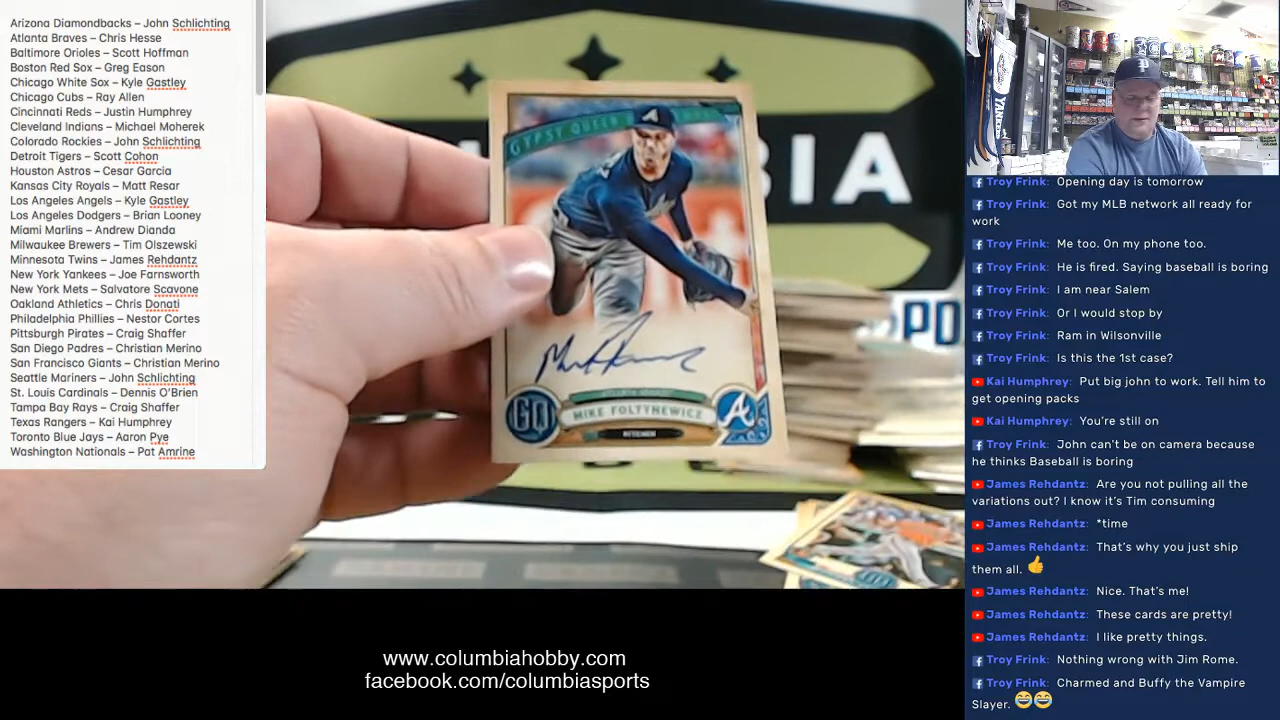 Arizona Diamondbacks – John Schlichting
Atlanta Braves – Chris Hesse
Baltimore Orioles – Scott Hoffman
Boston Red Sox – Greg Eason
Chicago White Sox – Kyle Gastley
Chicago Cubs – Ray Allen
Cincinnati Reds – Justin Humphrey
Cleveland Indians – Michael Moherek
Colorado Rockies – John Schlichting
Detroit Tigers – Scott Cohon
Houston Astros – Cesar Garcia
Kansas City Royals – Matt Resar
Los Angeles Angels – Kyle Gastley
Los Angeles Dodgers – Brian Looney
Miami Marlins – Andrew Dianda
Milwaukee Brewers – Tim Olszewski
Minnesota Twins – James Rehdantz
New York Yankees – Joe Farnsworth
New York Mets – Salvatore Scavone
Oakland Athletics – Chris Donati
Philadelphia Phillies – Nestor Cortes
Pittsburgh Pirates – Craig Shaffer
San Diego Padres – Christian Merino
San Francisco Giants – Christian Merino
Seattle Mariners – John Schlichting
St. Louis Cardinals – Dennis O'Brien
Tampa Bay Rays – Craig Shaffer
Texas Rangers – Kai Humphrey
Toronto Blue Jays – Aaron Pye
Washington Nationals – Pat Amrine
GYPSY QUEEN
A
GQ
MIKE FOLTYNEWICZ
PITCHER
A
BIA
PO
P
www.columbiahobby.com
facebook.com/columbiasports
Troy Frink: Opening day is tomorrow
Troy Frink: Got my MLB network all ready for
work
Troy Frink: Me too. On my phone too.
Troy Frink: He is fired. Saying baseball is boring
Troy Frink: I am near Salem
Troy Frink: Or I would stop by
Troy Frink: Ram in Wilsonville
Troy Frink: Is this the 1st case?
Kai Humphrey: Put big john to work. Tell him to
get opening packs
Kai Humphrey: You're still on
Troy Frink: John can't be on camera because
he thinks Baseball is boring
James Rehdantz: Are you not pulling all the
variations out? I know it's Tim consuming
James Rehdantz: *time
James Rehdantz: That's why you just ship
them all. 👍
James Rehdantz: Nice. That's me!
James Rehdantz: These cards are pretty!
James Rehdantz: I like pretty things.
Troy Frink: Nothing wrong with Jim Rome.
Troy Frink: Charmed and Buffy the Vampire
Slayer. 😂😂